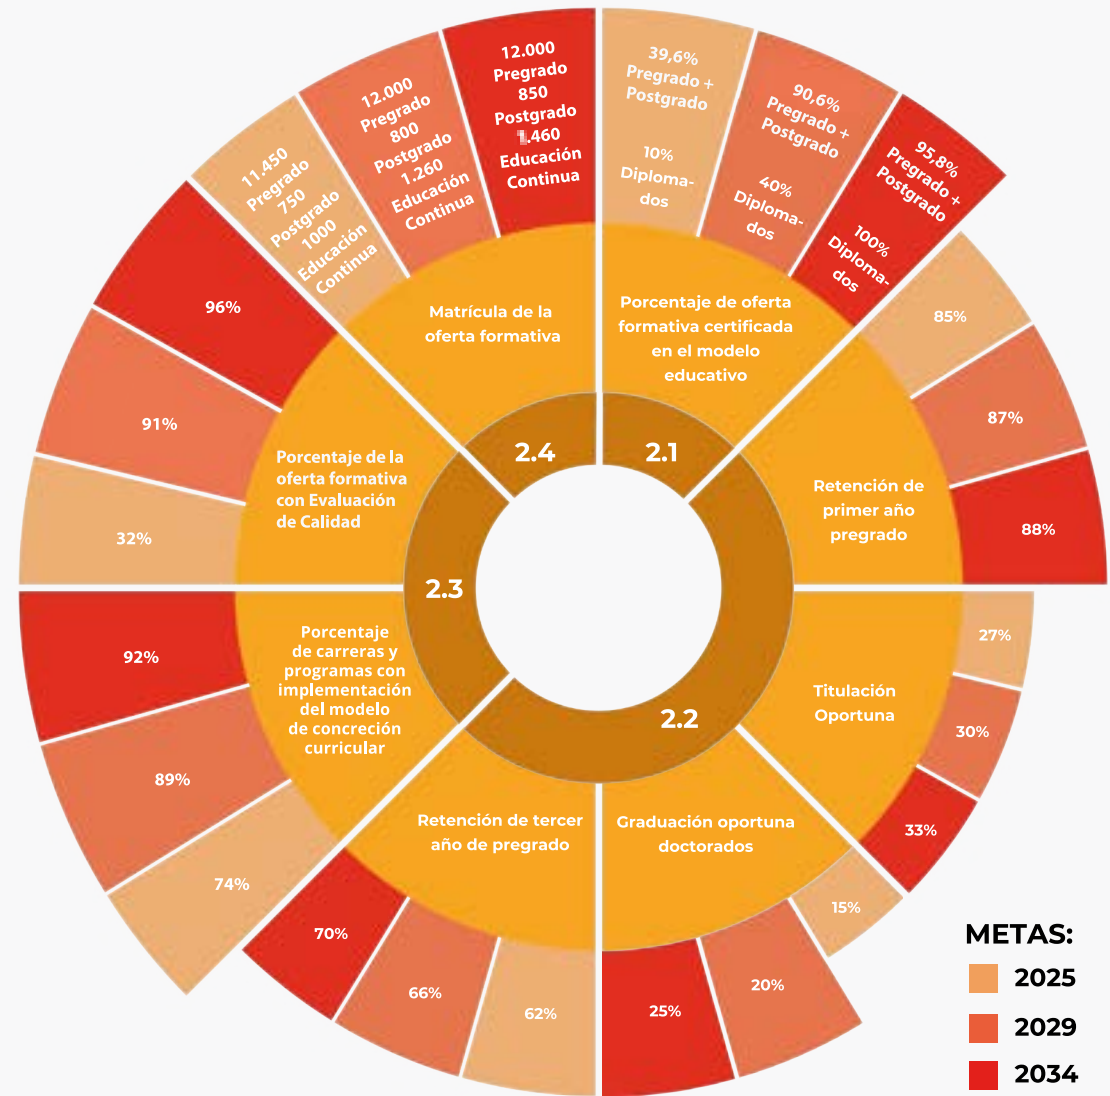 39,6%
Pregrado +
Postgrado
10%
Diploma-
dos
90,6%
Pregrado +
Postgrado
40%
Diploma-
dos
95,8%
Pregrado +
Postgrado
100%
Diploma-
dos
Porcentaje de oferta
formativa certificada
en el modelo
educativo
2.1
85%
87%
88%
Retención de
primer año
pregrado
27%
30%
33%
Titulación
Oportuna
2.2
15%
20%
25%
Graduación oportuna
doctorados
62%
66%
70%
Retención de tercer
año de pregrado
74%
89%
92%
Porcentaje
de carreras y
programas con
implementación
del modelo
de concreción
curricular
2.3
32%
91%
96%
Porcentaje de la
oferta formativa
con Evaluación
de Calidad
11.450
Pregrado
750
Postgrado
1000
Educación
Continua
12.000
Pregrado
800
Postgrado
1.260
Educación
Continua
12.000
Pregrado
850
Postgrado
1.460
Educación
Continua
Matrícula de la
oferta formativa
2.4
METAS:
2025
2029
2034